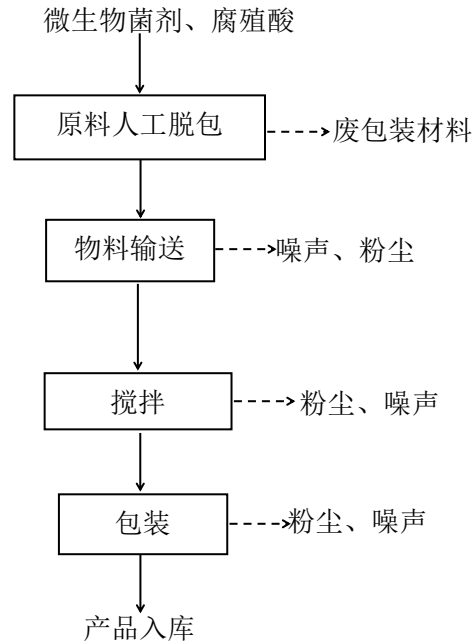 微生物菌剂、腐殖酸
原料人工脱包
废包装材料
物料输送
噪声、粉尘
搅拌
粉尘、噪声
包装
粉尘、噪声
产品入库